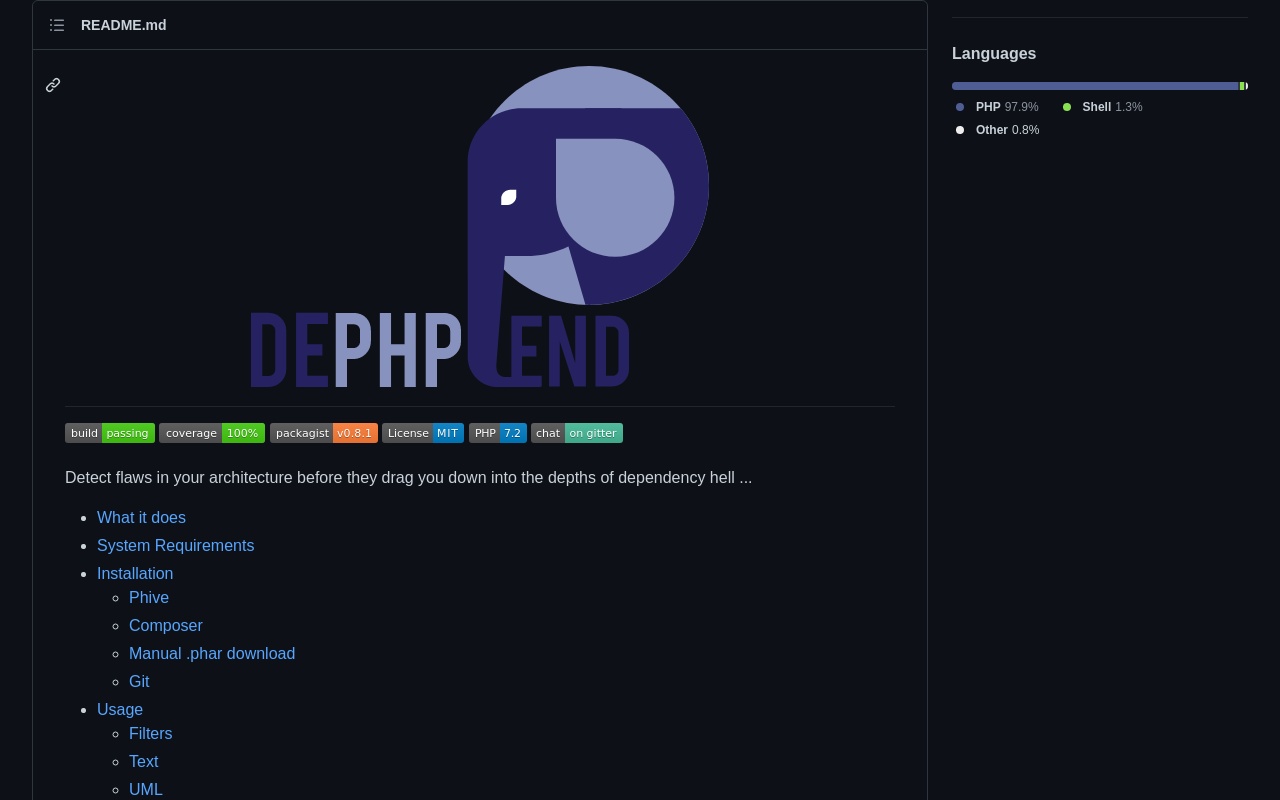 README.md
DEPHPEND
build passing coverage 100% packagist v0.8.1 License MIT PHP 7.2 chat on gitter
Detect flaws in your architecture before they drag you down into the depths of dependency hell ...
What it does
System Requirements
Installation
Phive
Composer
Manual .phar download
Git
Usage
Filters
Text
UML
Languages
PHP 97.9% Shell 1.3%
Other 0.8%